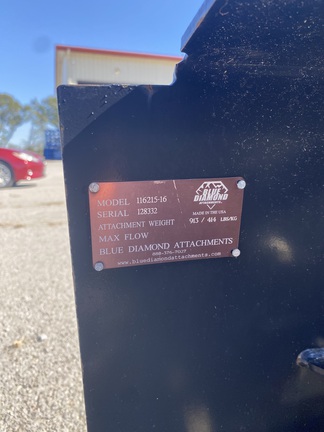 BLUE
DIAMOND
MODEL 116215-16
SERIAL 128332
MADE IN THE USA
ATTACHMENT WEIGHT 913 / 414 LBS/KG
MAX FLOW
BLUE DIAMOND ATTACHMENTS
www.bluediamondattachments.com